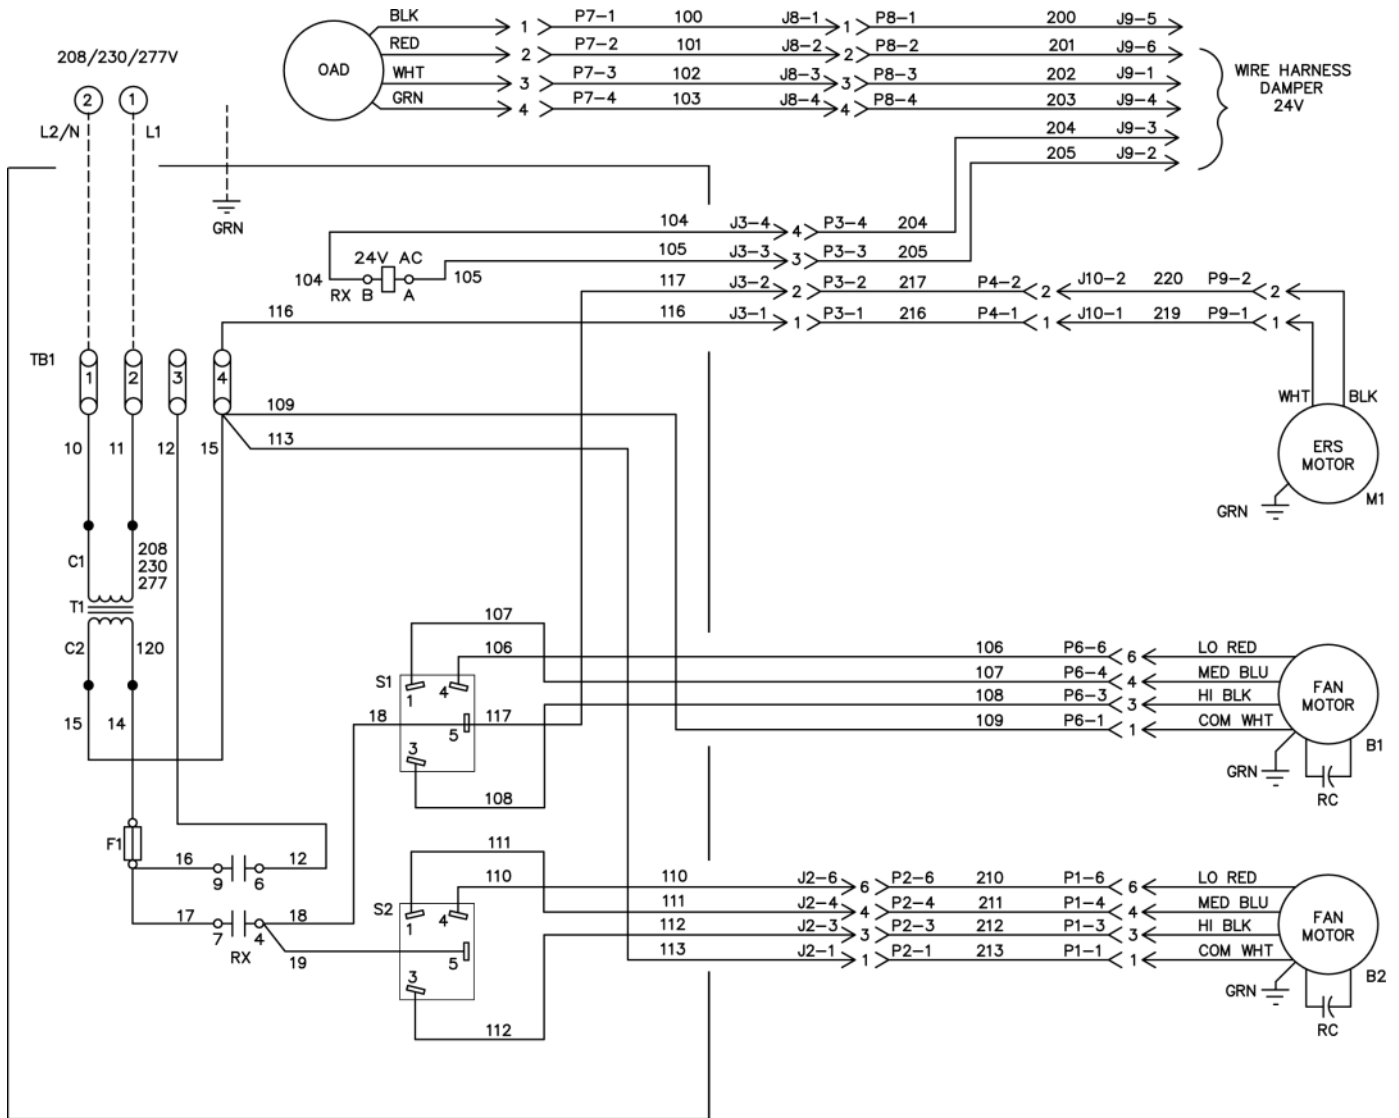 BLK 1 P7-1 100 J8-1 1 P8-1 200 J9-5
RED 2 P7-2 101 J8-2 2 P8-2 201 J9-6
OAD
WHT 3 P7-3 102 J8-3 3 P8-3 202 J9-1
GRN 4 P7-4 103 J8-4 4 P8-4 203 J9-4
204 J9-3
205 J9-2
WIRE HARNESS
DAMPER
24V
208/230/277V
2 1
L2/N L1
GRN
104 J3-4 4 P3-4 204
105 J3-3 3 P3-3 205
24V AC
104 RX B A 105
117 J3-2 2 P3-2 217 P4-2 2 J10-2 220 P9-2 2
116 116 J3-1 1 P3-1 216 P4-1 1 J10-1 219 P9-1 1
TB1 1 2 3 4
WHT BLK
ERS
MOTOR
GRN M1
109
113
10 11 12 15
C1 208
230
277
T1
C2 120
15 14
107
106
S1 1 4
18 117 5
3
108
106 P6-6 6 LO RED
107 P6-4 4 MED BLU
108 P6-3 3 HI BLK
109 P6-1 1 COM WHT
FAN
MOTOR
B1
GRN
RC
F1
16 12
9 6
17 18
7 4
RX 19
111
110
S2 1 4
5
3
112
110 J2-6 6 P2-6 210 P1-6 6 LO RED
111 J2-4 4 P2-4 211 P1-4 4 MED BLU
112 J2-3 3 P2-3 212 P1-3 3 HI BLK
113 J2-1 1 P2-1 213 P1-1 1 COM WHT
FAN
MOTOR
B2
GRN
RC